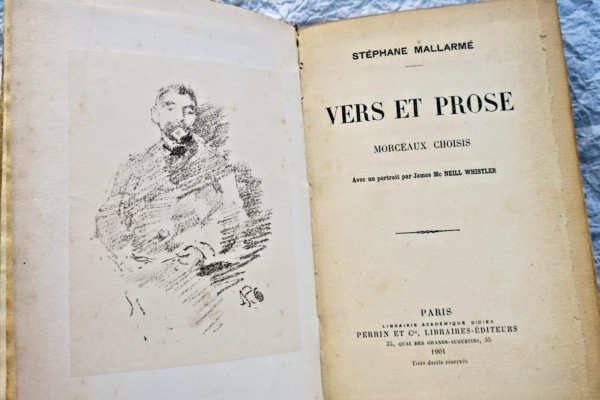 STÉPHANE MALLARMÉ
VERS ET PROSE
MORCEAUX CHOISIS
Avec un portrait par James Mc NEILL WHISTLER
PARIS
LIBRAIRIE ACADÉMIQUE DIDIER
PERRIN ET Cie, LIBRAIRES-ÉDITEURS
35, QUAI DES GRANDS-AUGUSTINS, 35
1901
Tous droits réservés